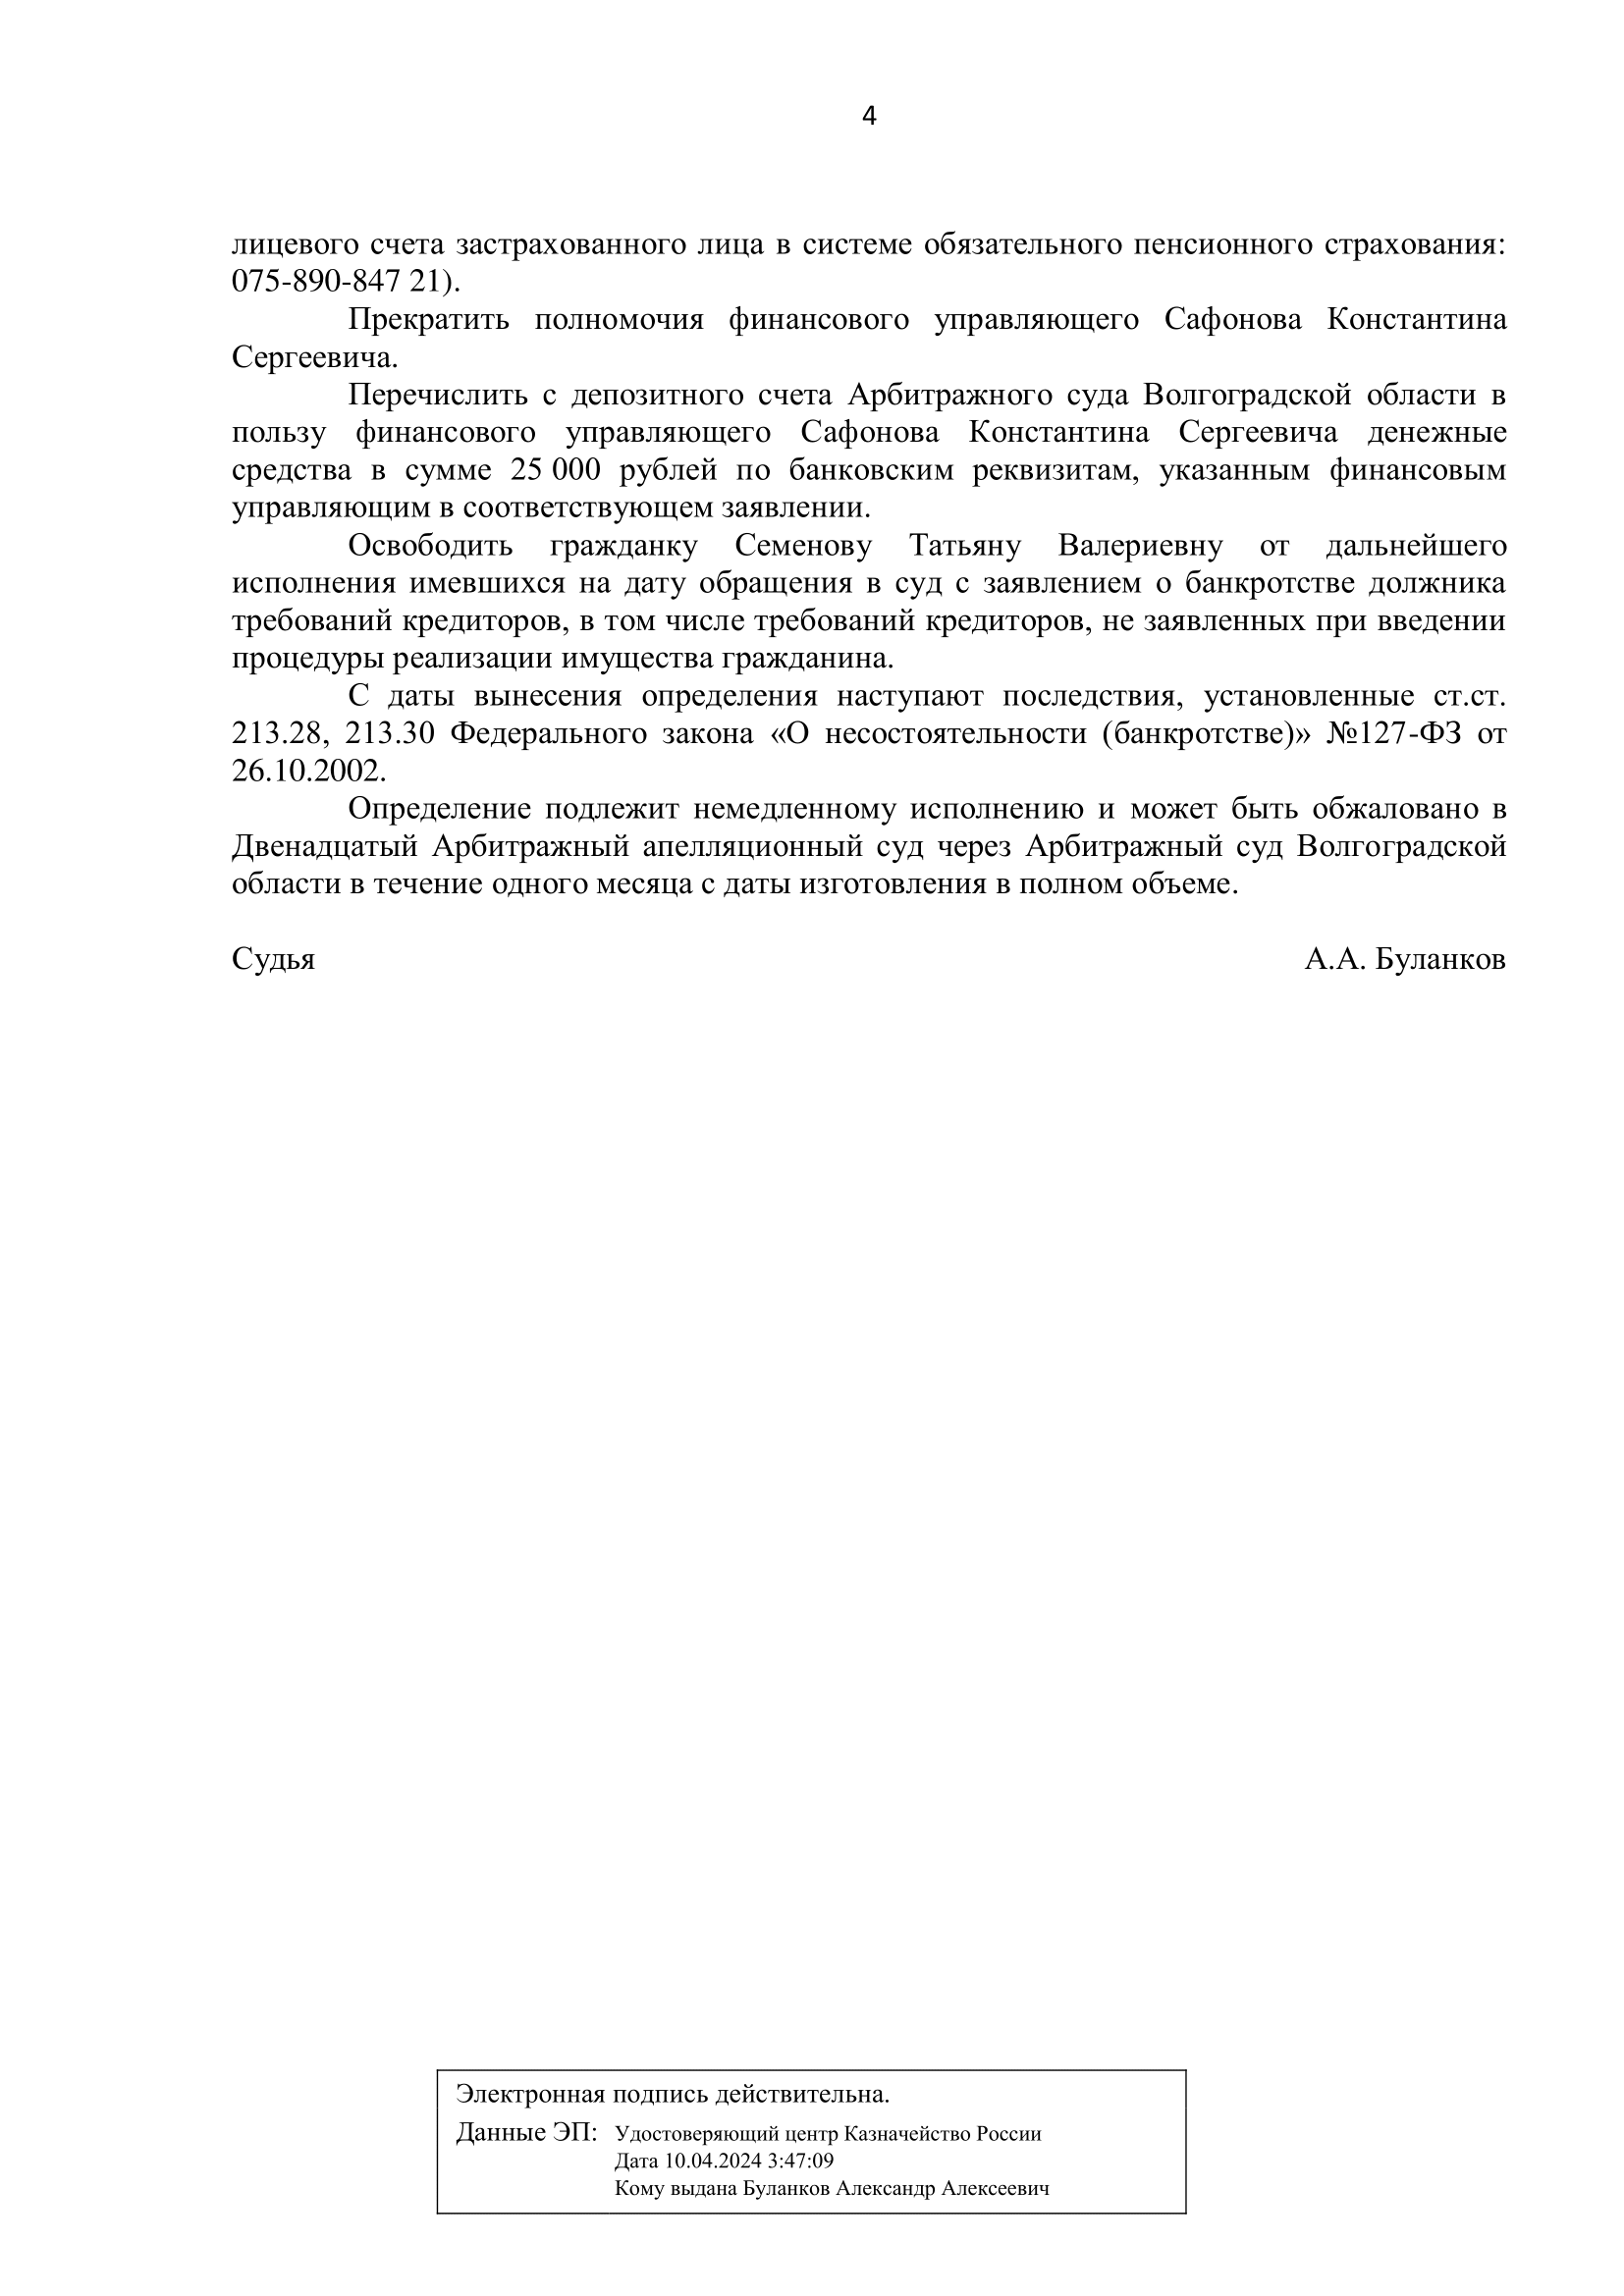 4
лицевого счета застрахованного лица в системе обязательного пенсионного страхования:
075-890-847 21).
Прекратить полномочия финансового управляющего Сафонова Константина
Сергеевича.
Перечислить с депозитного счета Арбитражного суда Волгоградской области в
пользу финансового управляющего Сафонова Константина Сергеевича денежные
средства в сумме 25 000 рублей по банковским реквизитам, указанным финансовым
управляющим в соответствующем заявлении.
Освободить гражданку Семенову Татьяну Валериевну от дальнейшего
исполнения имевшихся на дату обращения в суд с заявлением о банкротстве должника
требований кредиторов, в том числе требований кредиторов, не заявленных при введении
процедуры реализации имущества гражданина.
С даты вынесения определения наступают последствия, установленные ст.ст.
213.28, 213.30 Федерального закона «О несостоятельности (банкротстве)» №127-ФЗ от
26.10.2002.
Определение подлежит немедленному исполнению и может быть обжаловано в
Двенадцатый Арбитражный апелляционный суд через Арбитражный суд Волгоградской
области в течение одного месяца с даты изготовления в полном объеме.
Судья А.А. Буланков
Электронная подпись действительна.
Данные ЭП: Удостоверяющий центр Казначейство России
Дата 10.04.2024 3:47:09
Кому выдана Буланков Александр Алексеевич